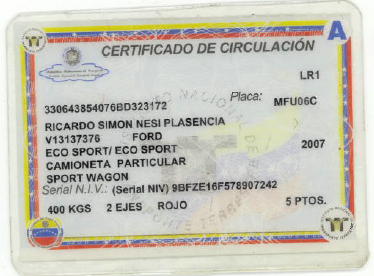 CERTIFICADO DE CIRCULACIÓN
A
LR1
330643854076BD323172
Placa: MFU06C
RICARDO SIMON NESI PLASENCIA
V13137376 FORD
ECO SPORT/ ECO SPORT 2007
CAMIONETA PARTICULAR
SPORT WAGON
Serial N.I.V.: (Serial NIV) 9BFZE16F578907242
400 KGS 2 EJES ROJO 5 PTOS.